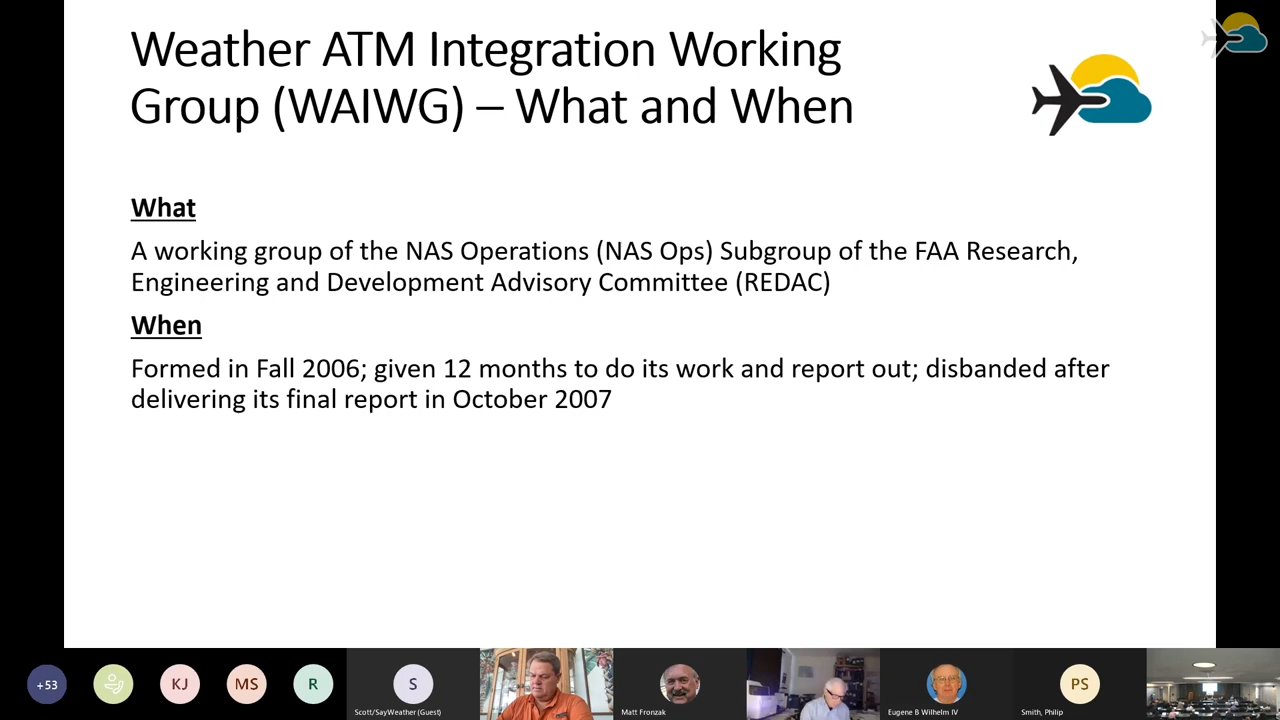 Weather ATM Integration Working
Group (WAIWG) – What and When
What
A working group of the NAS Operations (NAS Ops) Subgroup of the FAA Research,
Engineering and Development Advisory Committee (REDAC)
When
Formed in Fall 2006; given 12 months to do its work and report out; disbanded after
delivering its final report in October 2007
+53
KJ
MS
R
S
PS
Scott/SayWeather (Guest)
Matt Fronzak
Eugene B Wilhelm IV
Smith, Philip